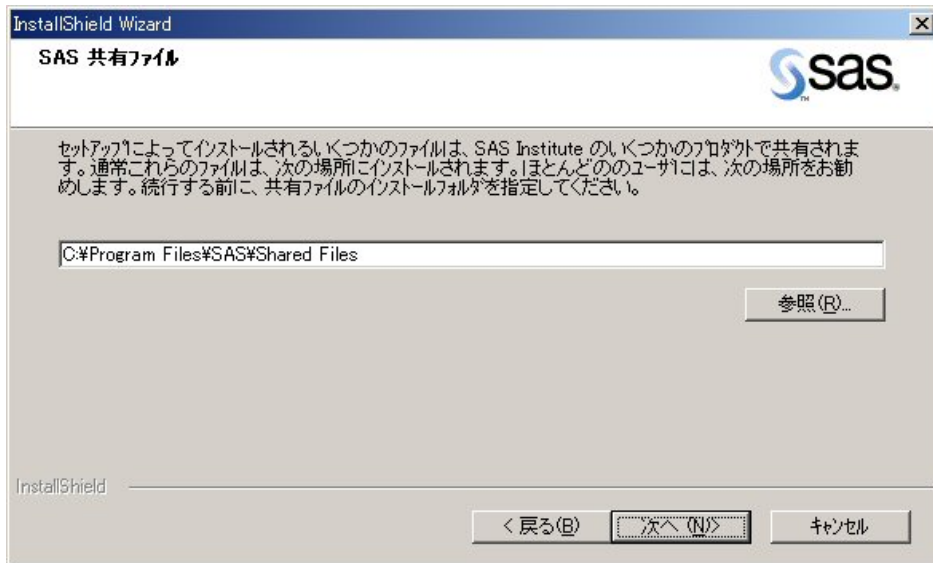 InstallShield Wizard
SAS 共有ファイル
sas.
TM
セットアップによってインストールされるいくつかのファイルは、SAS Institute のいくつかのプロダクトで共有されま
す。通常これらのファイルは、次の場所にインストールされます。ほとんどののユーザには、次の場所をお勧
めします。続行する前に、共有ファイルのインストールフォルダを指定してください。
C:¥Program Files¥SAS¥Shared Files
参照(R)...
InstallShield
< 戻る(B)
次へ (N)>
キャンセル